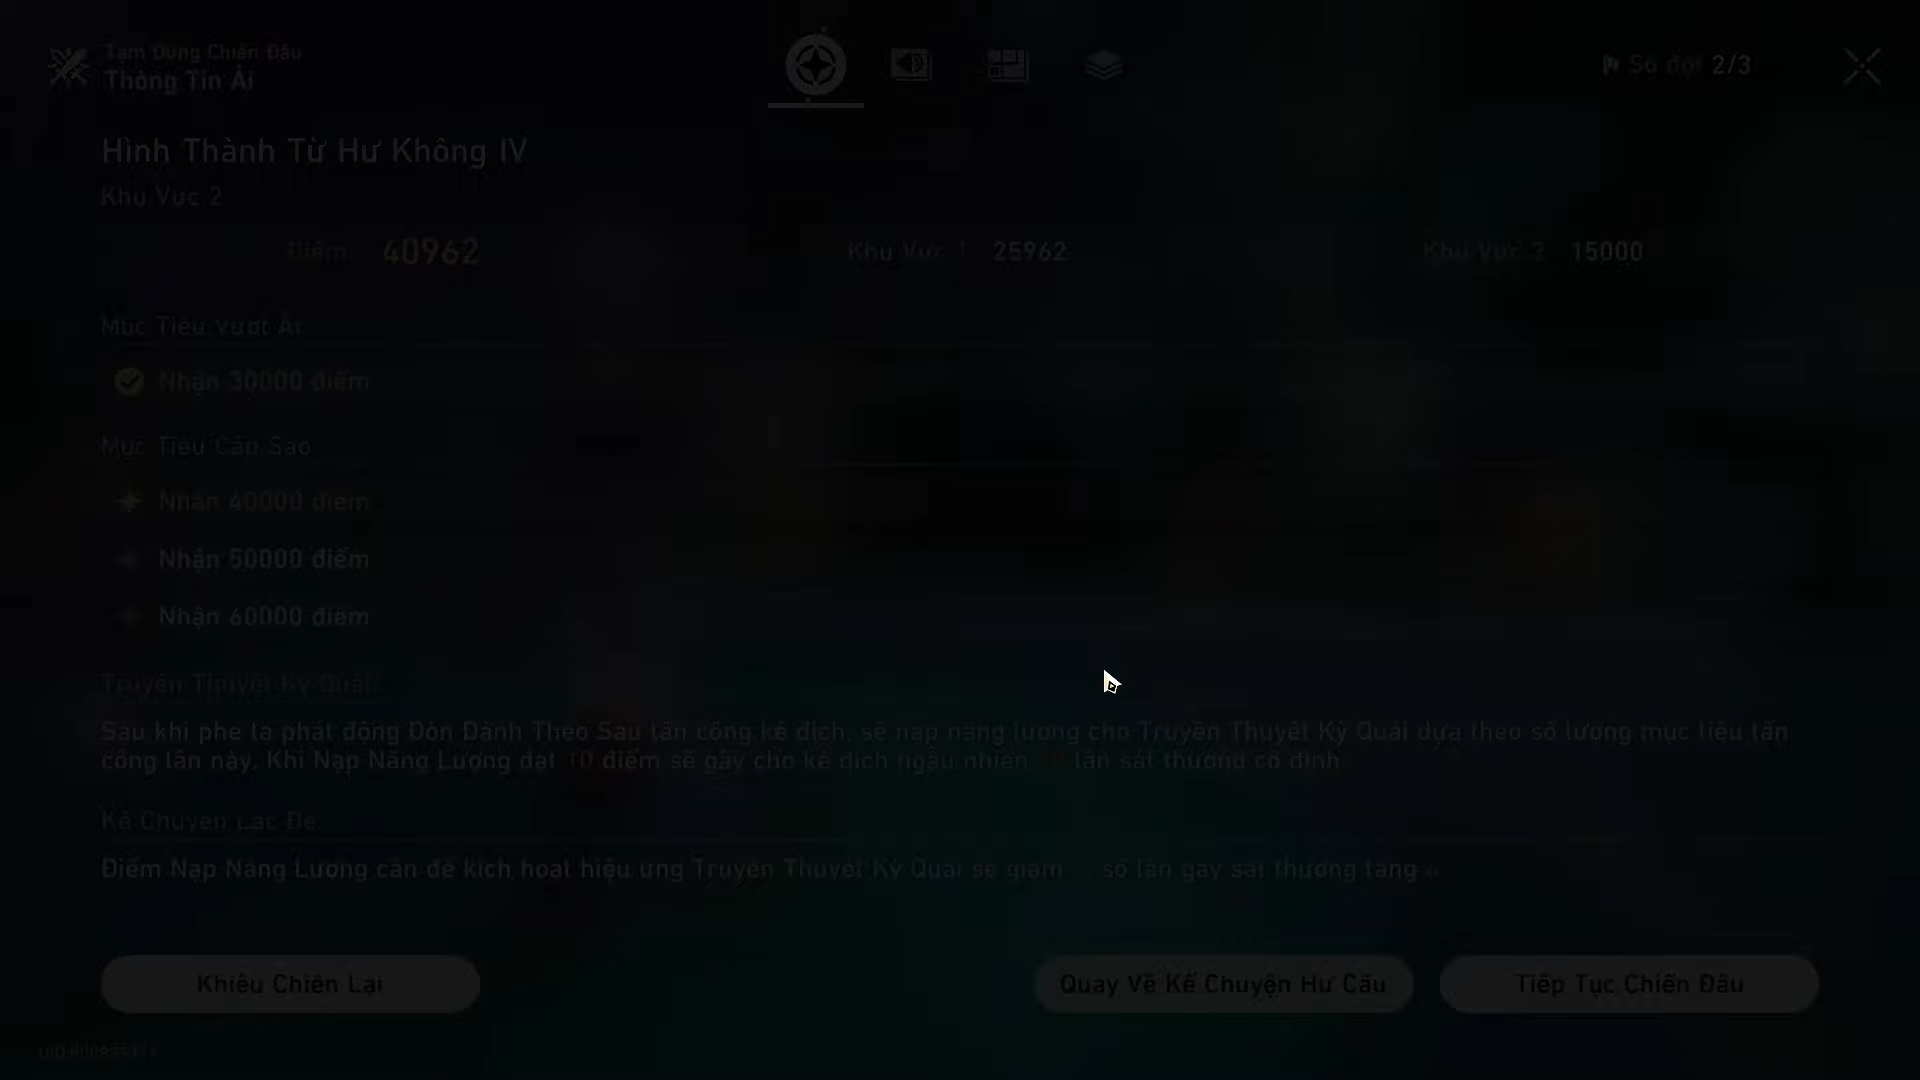 Tạm Dừng Chiến Đấu
Thông Tin Ải
Số đợt 2/3
Hình Thành Từ Hư Không IV
Khu Vực 2
Điểm 40962
Khu Vực 1 25962
Khu Vực 2 15000
Mục Tiêu Vượt Ải
Nhận 30000 điểm
Mục Tiêu Cấp Sao
Nhận 40000 điểm
Nhận 50000 điểm
Nhận 60000 điểm
Truyền Thuyết Kỳ Quái
Sau khi phe ta phát động Đòn Đánh Theo Sau tấn công kẻ địch, sẽ nạp năng lượng cho Truyền Thuyết Kỳ Quái dựa theo số lượng mục tiêu tấn
công lần này. Khi Nạp Năng Lượng đạt 10 điểm sẽ gây cho kẻ địch ngẫu nhiên lần sát thương cố định
Kể Chuyện Lạc Đề
Điểm Nạp Năng Lượng cần để kích hoạt hiệu ứng Truyền Thuyết Kỳ Quái sẽ giảm , số lần gây sát thương tăng
Khiêu Chiến Lại
Quay Về Kể Chuyện Hư Cấu
Tiếp Tục Chiến Đấu